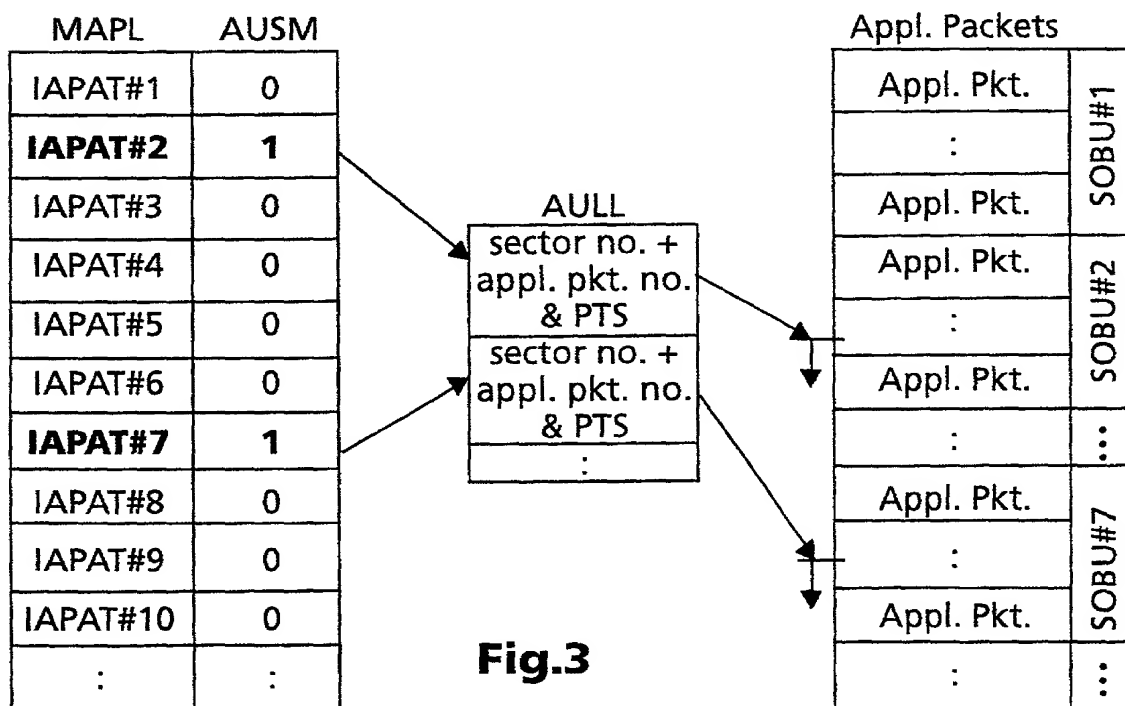 MAPL AUSM
IAPAT#1 0
IAPAT#2 1
IAPAT#3 0
IAPAT#4 0
IAPAT#5 0
IAPAT#6 0
IAPAT#7 1
IAPAT#8 0
IAPAT#9 0
IAPAT#10 0
: :
AULL
sector no. +
appl. pkt. no.
& PTS
sector no. +
appl. pkt. no.
& PTS
:
Appl. Packets
Appl. Pkt.
:
Appl. Pkt.
SOBU#1
Appl. Pkt.
:
Appl. Pkt.
SOBU#2
: ...
Appl. Pkt.
:
Appl. Pkt.
SOBU#7
: ...
Fig.3